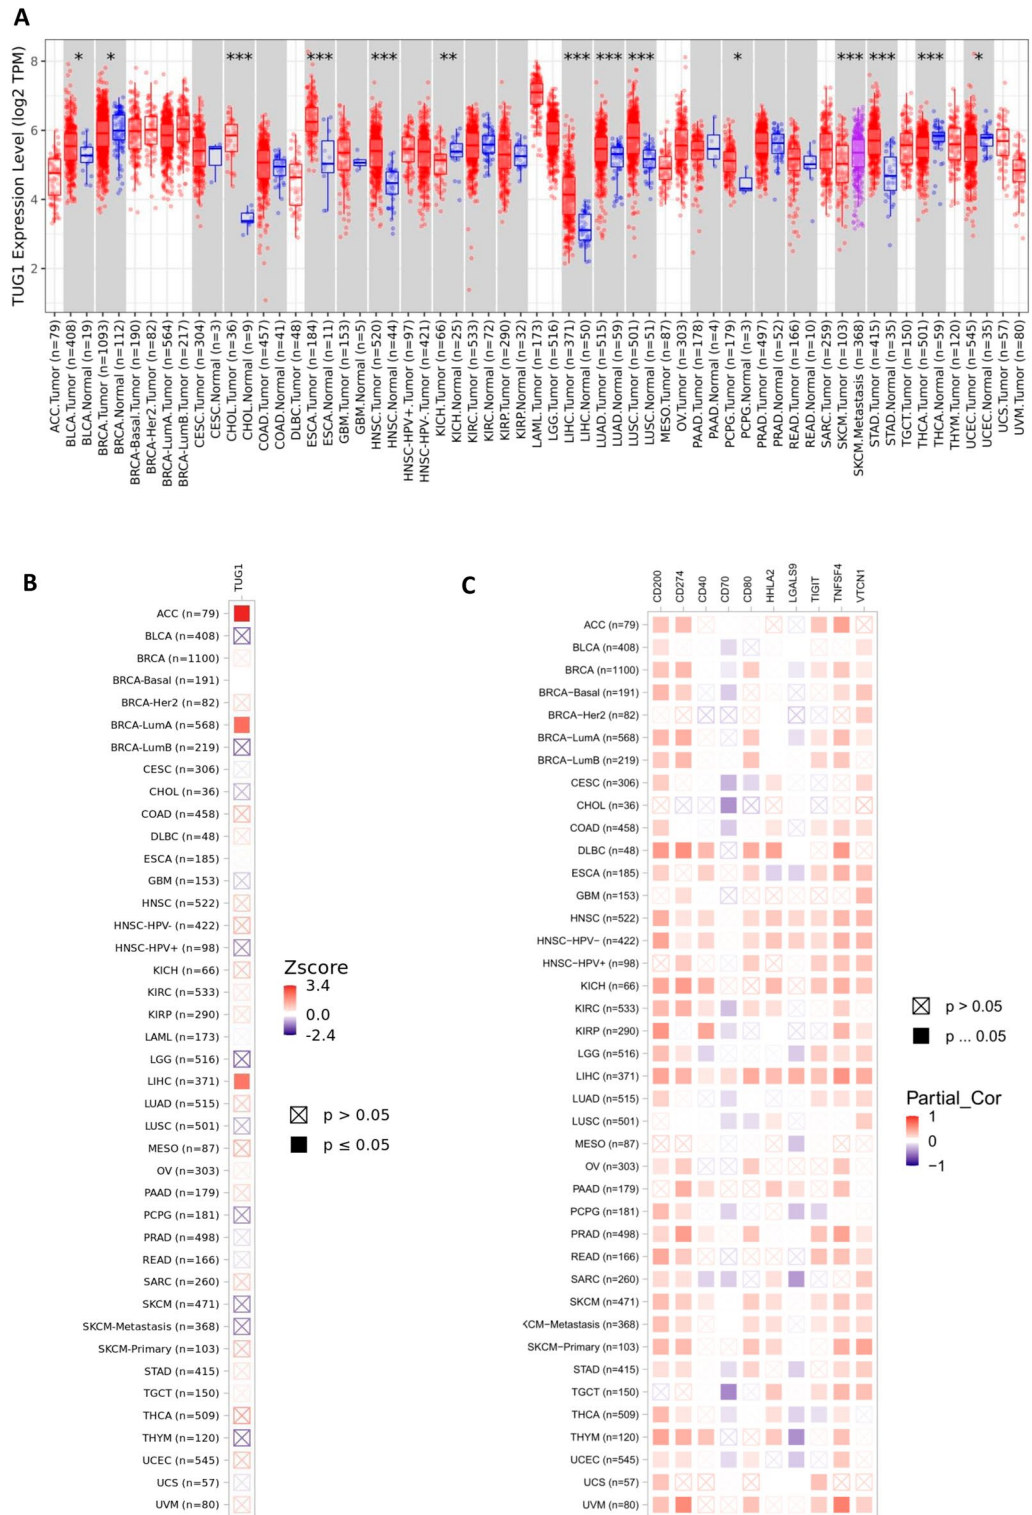 A
TUG1 Expression Level (log2 TPM)
8
6
4
2
* * *** *** *** ** *** *** *** * *** *** *** *
ACC.Tumor (n=79)
BLCA.Tumor (n=408)
BLCA.Normal (n=19)
BRCA.Tumor (n=1093)
BRCA.Normal (n=112)
BRCA-Basal.Tumor (n=190)
BRCA-Her2.Tumor (n=82)
BRCA-LumA.Tumor (n=564)
BRCA-LumB.Tumor (n=217)
CESC.Tumor (n=304)
CESC.Normal (n=3)
CHOL.Tumor (n=36)
CHOL.Normal (n=9)
COAD.Tumor (n=457)
COAD.Normal (n=41)
DLBC.Tumor (n=48)
ESCA.Tumor (n=184)
ESCA.Normal (n=11)
GBM.Tumor (n=153)
GBM.Normal (n=5)
HNSC.Tumor (n=520)
HNSC.Normal (n=44)
HNSC-HPV+.Tumor (n=97)
HNSC-HPV-.Tumor (n=421)
KICH.Tumor (n=66)
KICH.Normal (n=25)
KIRC.Tumor (n=533)
KIRC.Normal (n=72)
KIRP.Tumor (n=290)
KIRP.Normal (n=32)
LAML.Tumor (n=173)
LGG.Tumor (n=516)
LIHC.Tumor (n=371)
LIHC.Normal (n=50)
LUAD.Tumor (n=515)
LUAD.Normal (n=59)
LUSC.Tumor (n=501)
LUSC.Normal (n=51)
MESO.Tumor (n=87)
OV.Tumor (n=303)
PAAD.Tumor (n=178)
PAAD.Normal (n=4)
PCPG.Tumor (n=179)
PCPG.Normal (n=3)
PRAD.Tumor (n=497)
PRAD.Normal (n=52)
READ.Tumor (n=166)
READ.Normal (n=10)
SARC.Tumor (n=259)
SKCM.Tumor (n=103)
SKCM.Metastasis (n=368)
STAD.Tumor (n=415)
STAD.Normal (n=35)
TGCT.Tumor (n=150)
THCA.Tumor (n=501)
THCA.Normal (n=59)
THYM.Tumor (n=120)
UCEC.Tumor (n=545)
UCEC.Normal (n=35)
UCS.Tumor (n=57)
UVM.Tumor (n=80)
B
TUG1
ACC (n=79)
BLCA (n=408)
BRCA (n=1100)
BRCA-Basal (n=191)
BRCA-Her2 (n=82)
BRCA-LumA (n=568)
BRCA-LumB (n=219)
CESC (n=306)
CHOL (n=36)
COAD (n=458)
DLBC (n=48)
ESCA (n=185)
GBM (n=153)
HNSC (n=522)
HNSC-HPV- (n=422)
HNSC-HPV+ (n=98)
KICH (n=66)
KIRC (n=533)
KIRP (n=290)
LAML (n=173)
LGG (n=516)
LIHC (n=371)
LUAD (n=515)
LUSC (n=501)
MESO (n=87)
OV (n=303)
PAAD (n=179)
PCPG (n=181)
PRAD (n=498)
READ (n=166)
SARC (n=260)
SKCM (n=471)
SKCM-Metastasis (n=368)
SKCM-Primary (n=103)
STAD (n=415)
TGCT (n=150)
THCA (n=509)
THYM (n=120)
UCEC (n=545)
UCS (n=57)
UVM (n=80)
Zscore
3.4
0.0
-2.4
p > 0.05
p ≤ 0.05
C
CD200
CD274
CD40
CD70
CD80
HHLA2
LGALS9
TIGIT
TNFSF4
VTCN1
ACC (n=79)
BLCA (n=408)
BRCA (n=1100)
BRCA−Basal (n=191)
BRCA−Her2 (n=82)
BRCA−LumA (n=568)
BRCA−LumB (n=219)
CESC (n=306)
CHOL (n=36)
COAD (n=458)
DLBC (n=48)
ESCA (n=185)
GBM (n=153)
HNSC (n=522)
HNSC−HPV− (n=422)
HNSC−HPV+ (n=98)
KICH (n=66)
KIRC (n=533)
KIRP (n=290)
LGG (n=516)
LIHC (n=371)
LUAD (n=515)
LUSC (n=501)
MESO (n=87)
OV (n=303)
PAAD (n=179)
PCPG (n=181)
PRAD (n=498)
READ (n=166)
SARC (n=260)
SKCM (n=471)
KCM−Metastasis (n=368)
SKCM−Primary (n=103)
STAD (n=415)
TGCT (n=150)
THCA (n=509)
THYM (n=120)
UCEC (n=545)
UCS (n=57)
UVM (n=80)
p > 0.05
p ... 0.05
Partial_Cor
1
0
−1